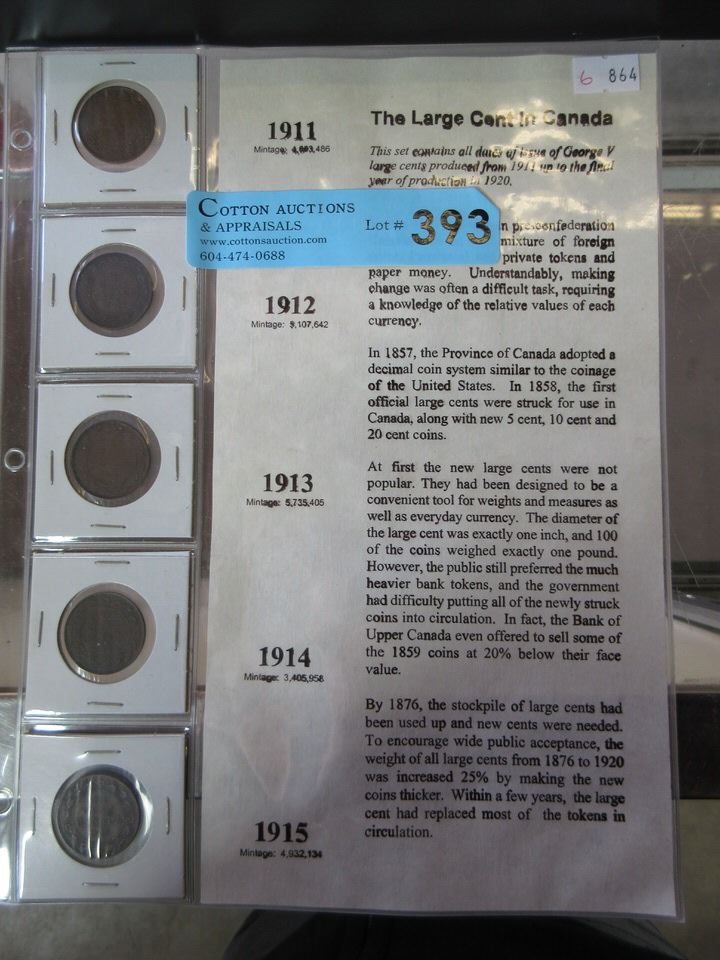 6 864
The Large Cent in Canada
This set contains all dates of issue of George V
large cents produced from 1911 up to the final
year of production in 1920.
1911
Mintage: 4,663,486
COTTON AUCTIONS
& APPRAISALS
www.cottonsauction.com
604-474-0688
Lot # 393
n preconfederation
mixture of foreign
private tokens and
paper money. Understandably, making
change was often a difficult task, requiring
a knowledge of the relative values of each
currency.
1912
Mintage: 5,107,642
In 1857, the Province of Canada adopted a
decimal coin system similar to the coinage
of the United States. In 1858, the first
official large cents were struck for use in
Canada, along with new 5 cent, 10 cent and
20 cent coins.
1913
Mintage: 5,735,405
At first the new large cents were not
popular. They had been designed to be a
convenient tool for weights and measures as
well as everyday currency. The diameter of
the large cent was exactly one inch, and 100
of the coins weighed exactly one pound.
However, the public still preferred the much
heavier bank tokens, and the government
had difficulty putting all of the newly struck
coins into circulation. In fact, the Bank of
Upper Canada even offered to sell some of
the 1859 coins at 20% below their face
value.
1914
Mintage: 3,405,958
By 1876, the stockpile of large cents had
been used up and new cents were needed.
To encourage wide public acceptance, the
weight of all large cents from 1876 to 1920
was increased 25% by making the new
coins thicker. Within a few years, the large
cent had replaced most of the tokens in
circulation.
1915
Mintage: 4,932,134